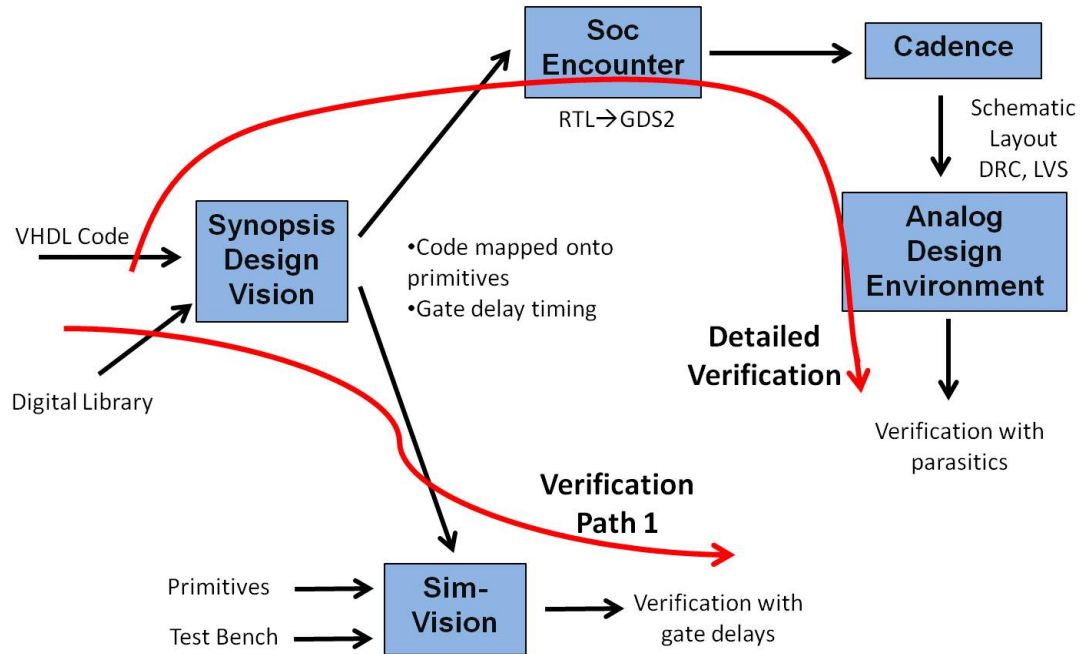 Soc
Encounter
RTL→GDS2
Cadence
Schematic
Layout
DRC, LVS
VHDL Code
Synopsis
Design
Vision
•Code mapped onto
primitives
•Gate delay timing
Analog
Design
Environment
Detailed
Verification
Digital Library
Verification with
parasitics
Verification
Path 1
Primitives
Test Bench
Sim-
Vision
Verification with
gate delays